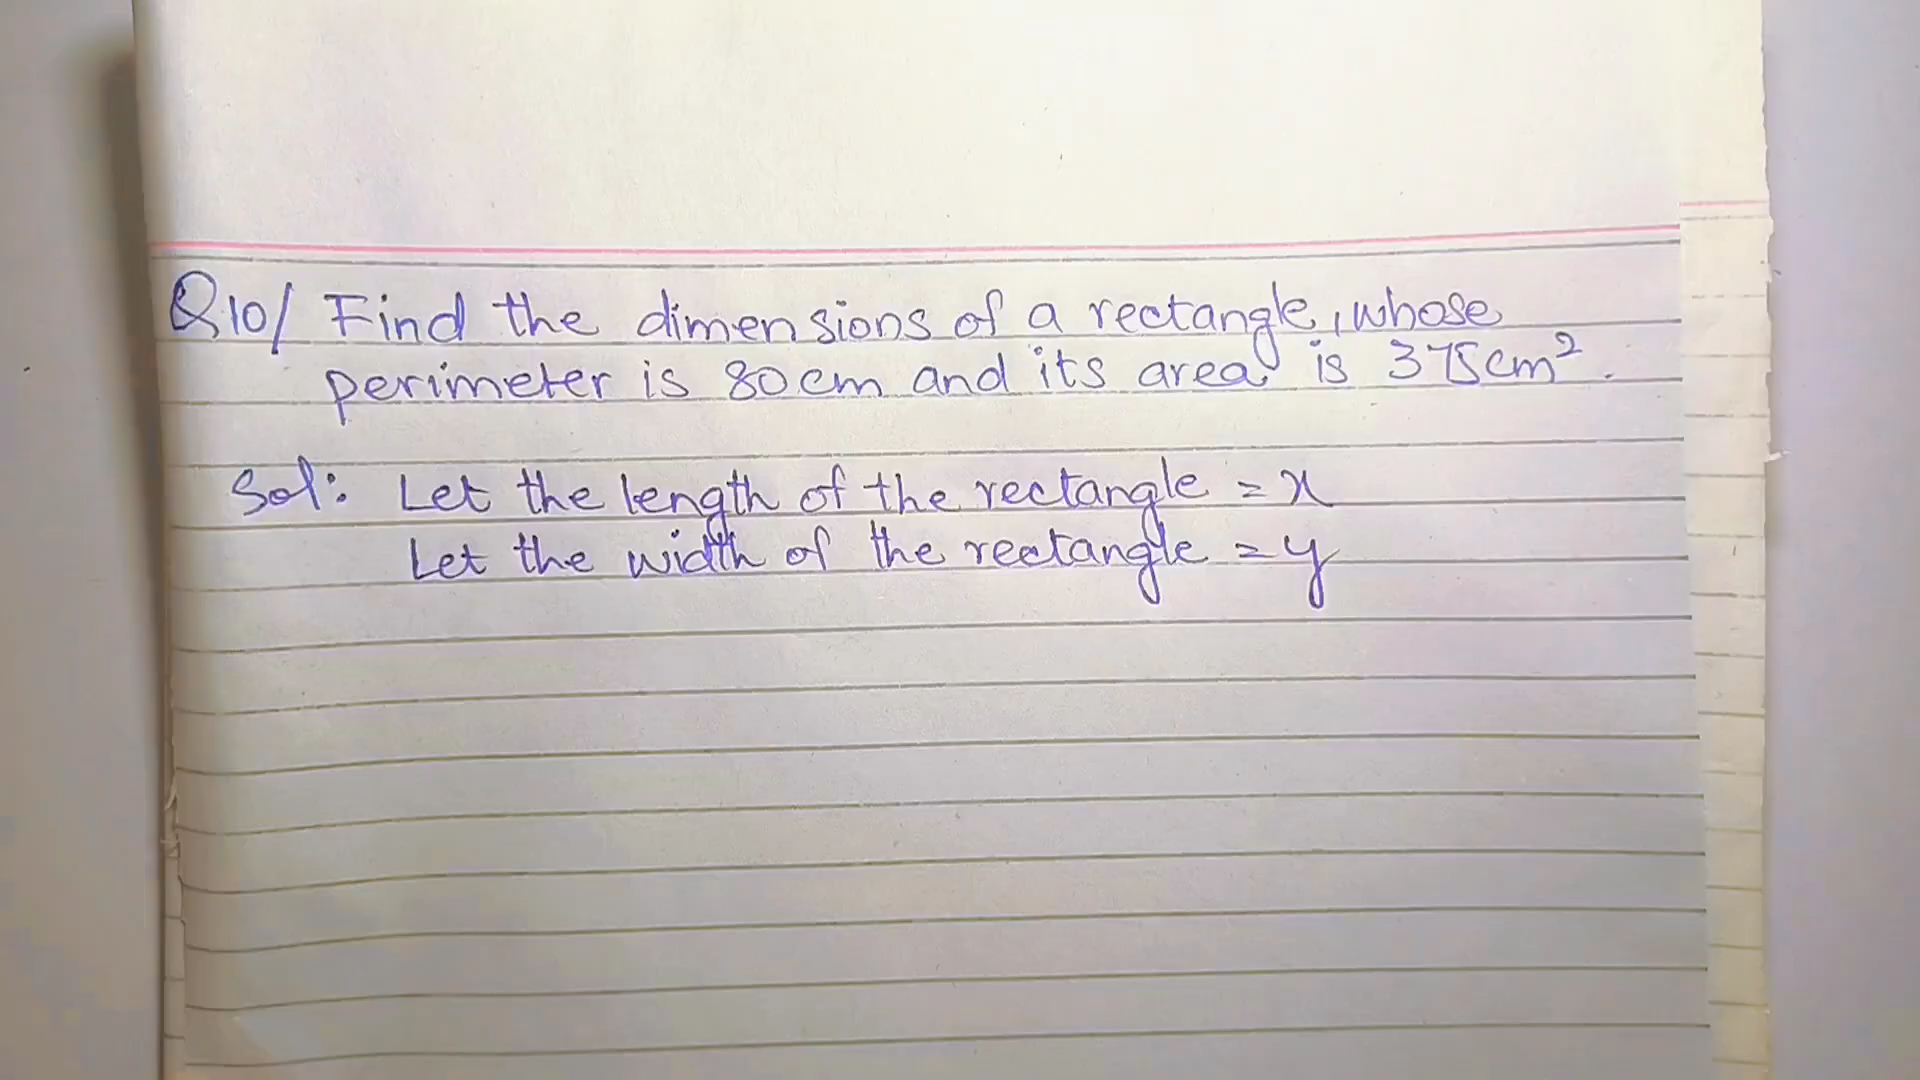 Q.10/ Find the dimensions of a rectangle, whose
perimeter is 80cm and its area is 375cm².
Sol: Let the length of the rectangle = x
Let the width of the rectangle = y